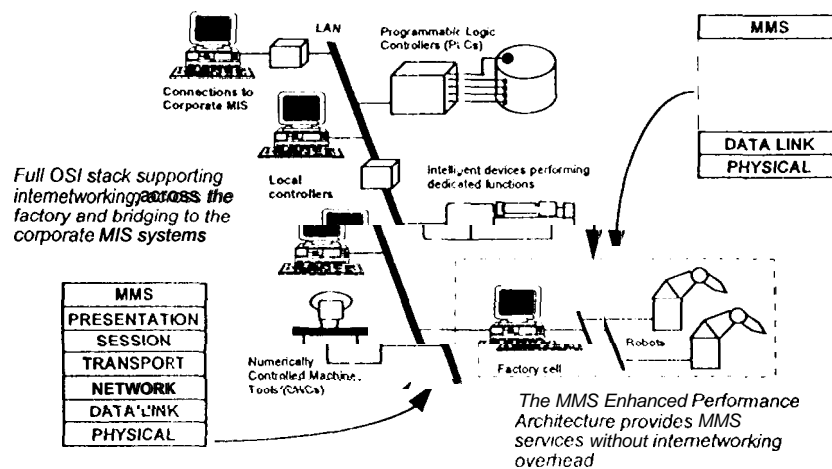 LAN
Programmable Logic
Controllers (PLCs)
MMS
Connections to
Corporate MIS
DATA LINK
PHYSICAL
Full OSI stack supporting
internetworking across the
factory and bridging to the
corporate MIS systems
Local
controllers
Intelligent devices performing
dedicated functions
MMS
PRESENTATION
SESSION
TRANSPORT
NETWORK
DATA LINK
PHYSICAL
Numerically
Controlled Machine
Tools (CNCs)
Factory cell
Robots
The MMS Enhanced Performance
Architecture provides MMS
services without internetworking
overhead